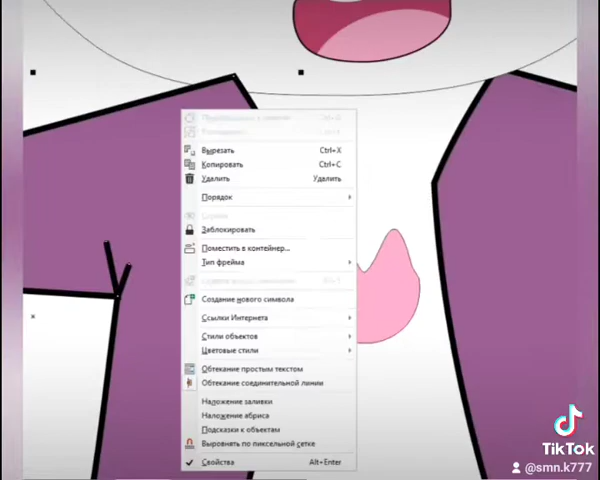 Вырезать Ctrl+X
Копировать Ctrl+C
Удалить Удалить
Порядок
Заблокировать
Поместить в контейнер...
Тип фрейма
Создание нового символа
Ссылки Интернета
Стили объектов
Цветовые стили
Обтекание простым текстом
Обтекание соединительной линии
Наложение заливки
Наложение абриса
Подсказки к объектам
Выровнять по пиксельной сетке
Свойства Alt+Enter
TikTok
@smn.k777